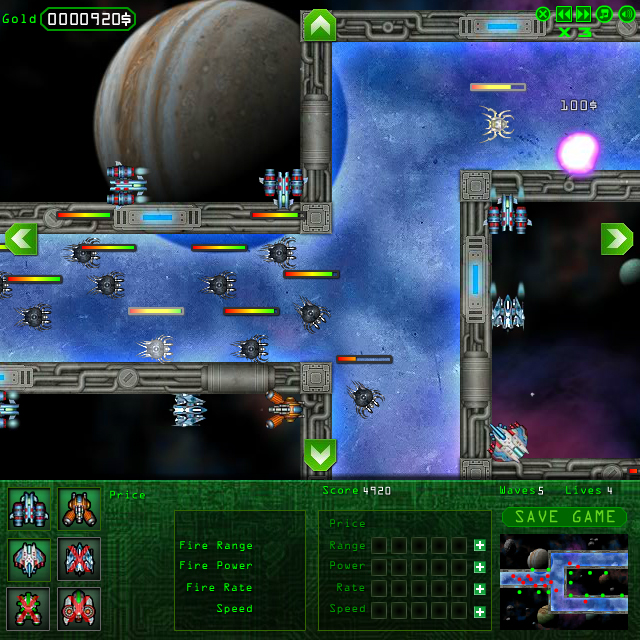 Gold 0000920$
X 3
100$
Price
Score 4920
Waves 5
Lives 4
SAVE GAME
Fire Range
Fire Power
Fire Rate
Speed
Price
Range
Power
Rate
Speed